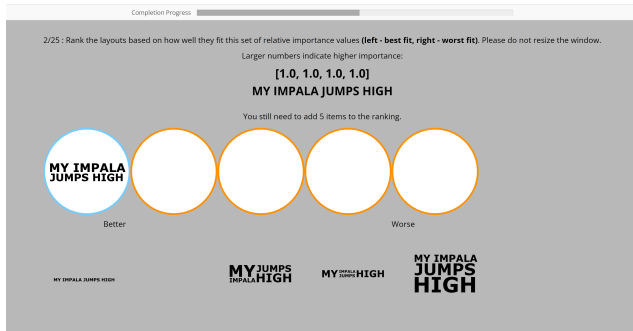 Completion Progress
2/25 : Rank the layouts based on how well they fit this set of relative importance values (left - best fit, right - worst fit). Please do not resize the window.
Larger numbers indicate higher importance:
[1.0, 1.0, 1.0, 1.0]
MY IMPALA JUMPS HIGH
You still need to add 5 items to the ranking.
MY IMPALA
JUMPS HIGH
Better
Worse
MY IMPALA JUMPS HIGH
MY JUMPS
IMPALA HIGH
MY IMPALA JUMPS HIGH
MY IMPALA
JUMPS
HIGH